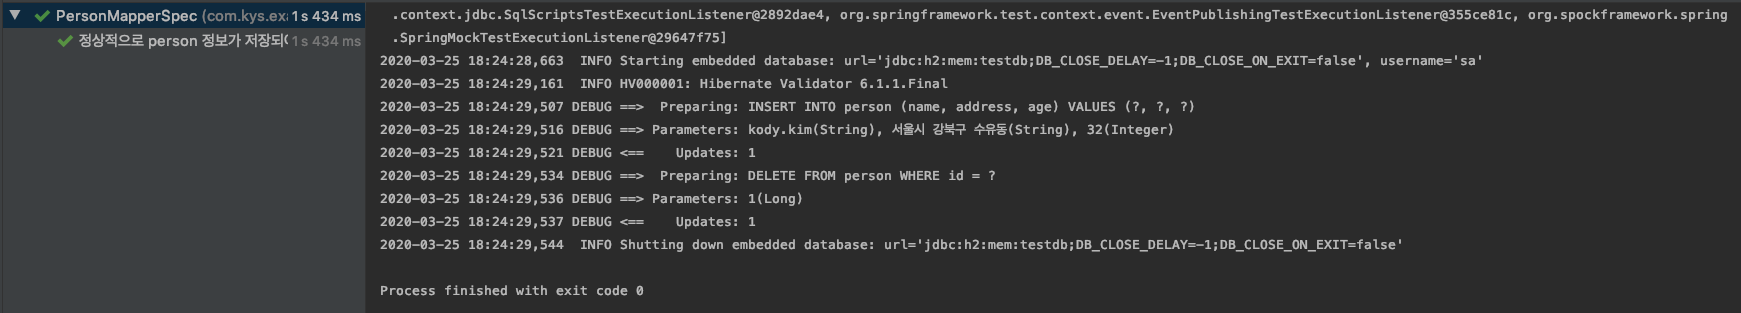 PersonMapperSpec (com.kys.exa 1 s 434 ms
정상적으로 person 정보가 저장되 1 s 434 ms
.context.jdbc.SqlScriptsTestExecutionListener@2892dae4, org.springframework.test.context.event.EventPublishingTestExecutionListener@355ce81c, org.spockframework.spring
.SpringMockTestExecutionListener@29647f75]
2020-03-25 18:24:28,663  INFO Starting embedded database: url='jdbc:h2:mem:testdb;DB_CLOSE_DELAY=-1;DB_CLOSE_ON_EXIT=false', username='sa'
2020-03-25 18:24:29,161  INFO HV000001: Hibernate Validator 6.1.1.Final
2020-03-25 18:24:29,507 DEBUG ==>  Preparing: INSERT INTO person (name, address, age) VALUES (?, ?, ?)
2020-03-25 18:24:29,516 DEBUG ==> Parameters: kody.kim(String), 서울시 강북구 수유동(String), 32(Integer)
2020-03-25 18:24:29,521 DEBUG <==    Updates: 1
2020-03-25 18:24:29,534 DEBUG ==>  Preparing: DELETE FROM person WHERE id = ?
2020-03-25 18:24:29,536 DEBUG ==> Parameters: 1(Long)
2020-03-25 18:24:29,537 DEBUG <==    Updates: 1
2020-03-25 18:24:29,544  INFO Shutting down embedded database: url='jdbc:h2:mem:testdb;DB_CLOSE_DELAY=-1;DB_CLOSE_ON_EXIT=false'
Process finished with exit code 0